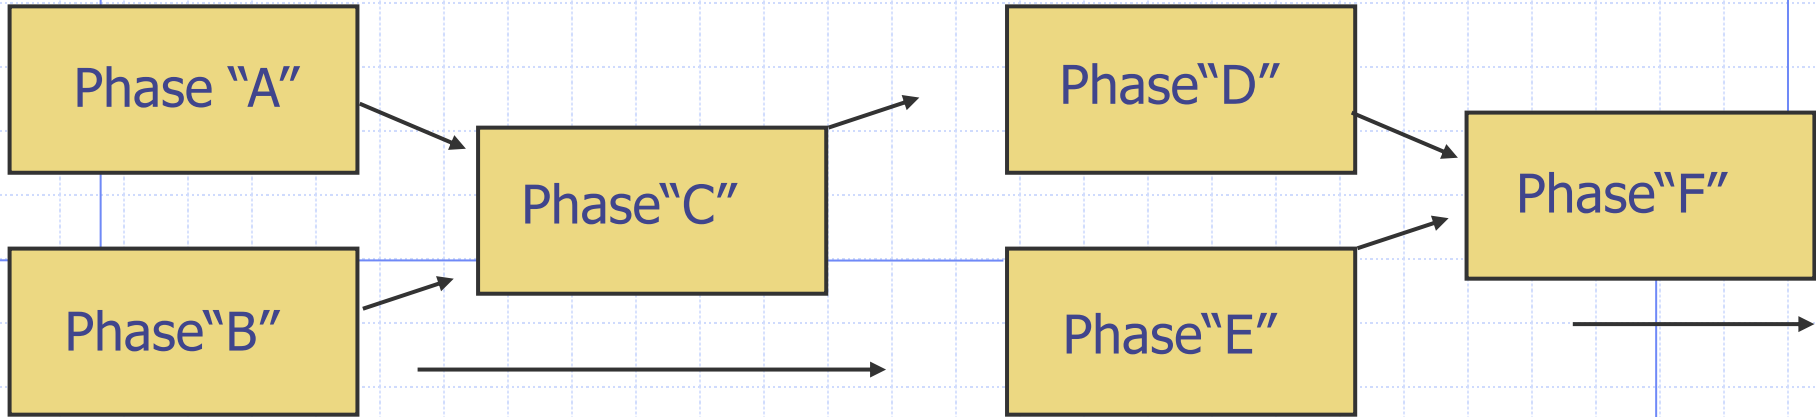 Phase “A”
Phase“B”
Phase“C”
Phase“D”
Phase“E”
Phase“F”